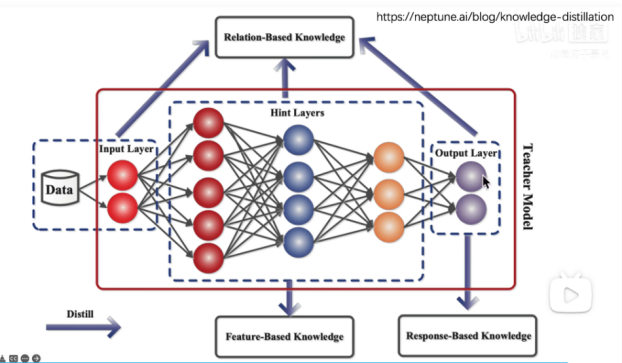 https://neptune.ai/blog/knowledge-distillation
Relation-Based Knowledge
Hint Layers
Input Layer
Output Layer
Data
Teacher Model
Distill
Feature-Based Knowledge
Response-Based Knowledge